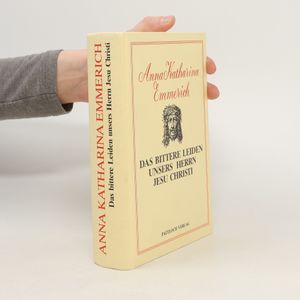 ANNA KATHARINA EMMERICH
Das bittere Leiden unsers Herrn Jesu Christi
Anna Katharina
Emmerich
DAS BITTERE LEIDEN
UNSERS HERRN
JESU CHRISTI
PATTLOCH VERLAG